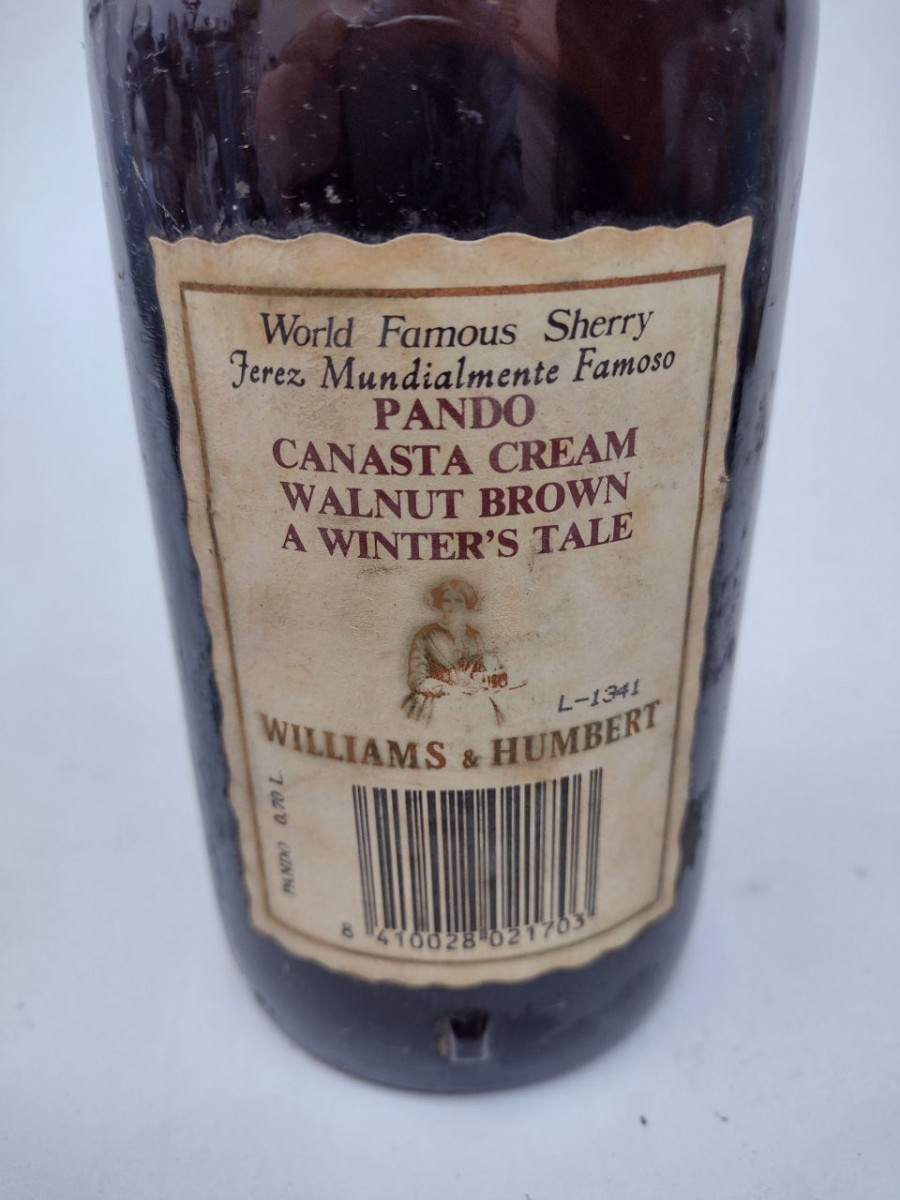 World Famous Sherry
Jerez Mundialmente Famoso
PANDO
CANASTA CREAM
WALNUT BROWN
A WINTER'S TALE
L-1341
WILLIAMS & HUMBERT
PANDO 0,70 L.
8 410028 021703